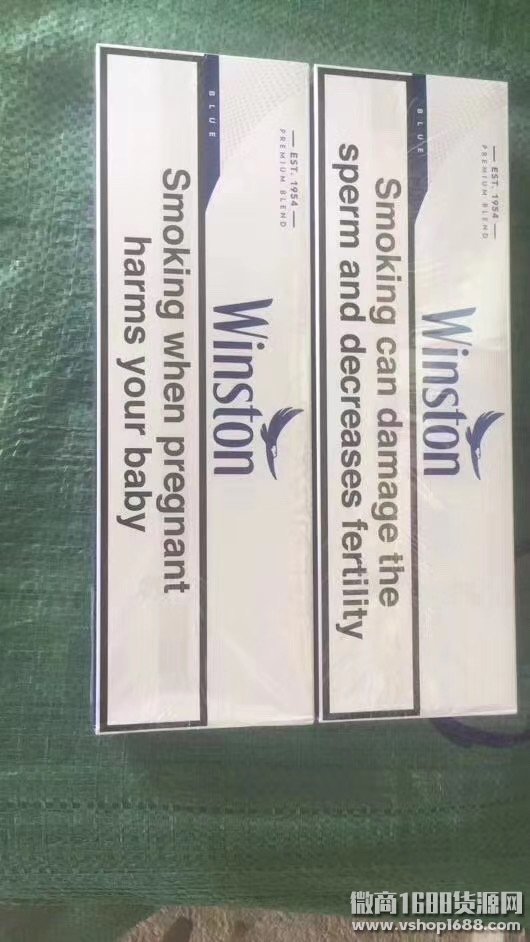 BLUE
— EST. 1954 —
PREMIUM BLEND
Winston
Smoking when pregnant
harms your baby
BLUE
— EST. 1954 —
PREMIUM BLEND
Winston
Smoking can damage the
sperm and decreases fertility
微商1688货源网
www.vshop1688.com